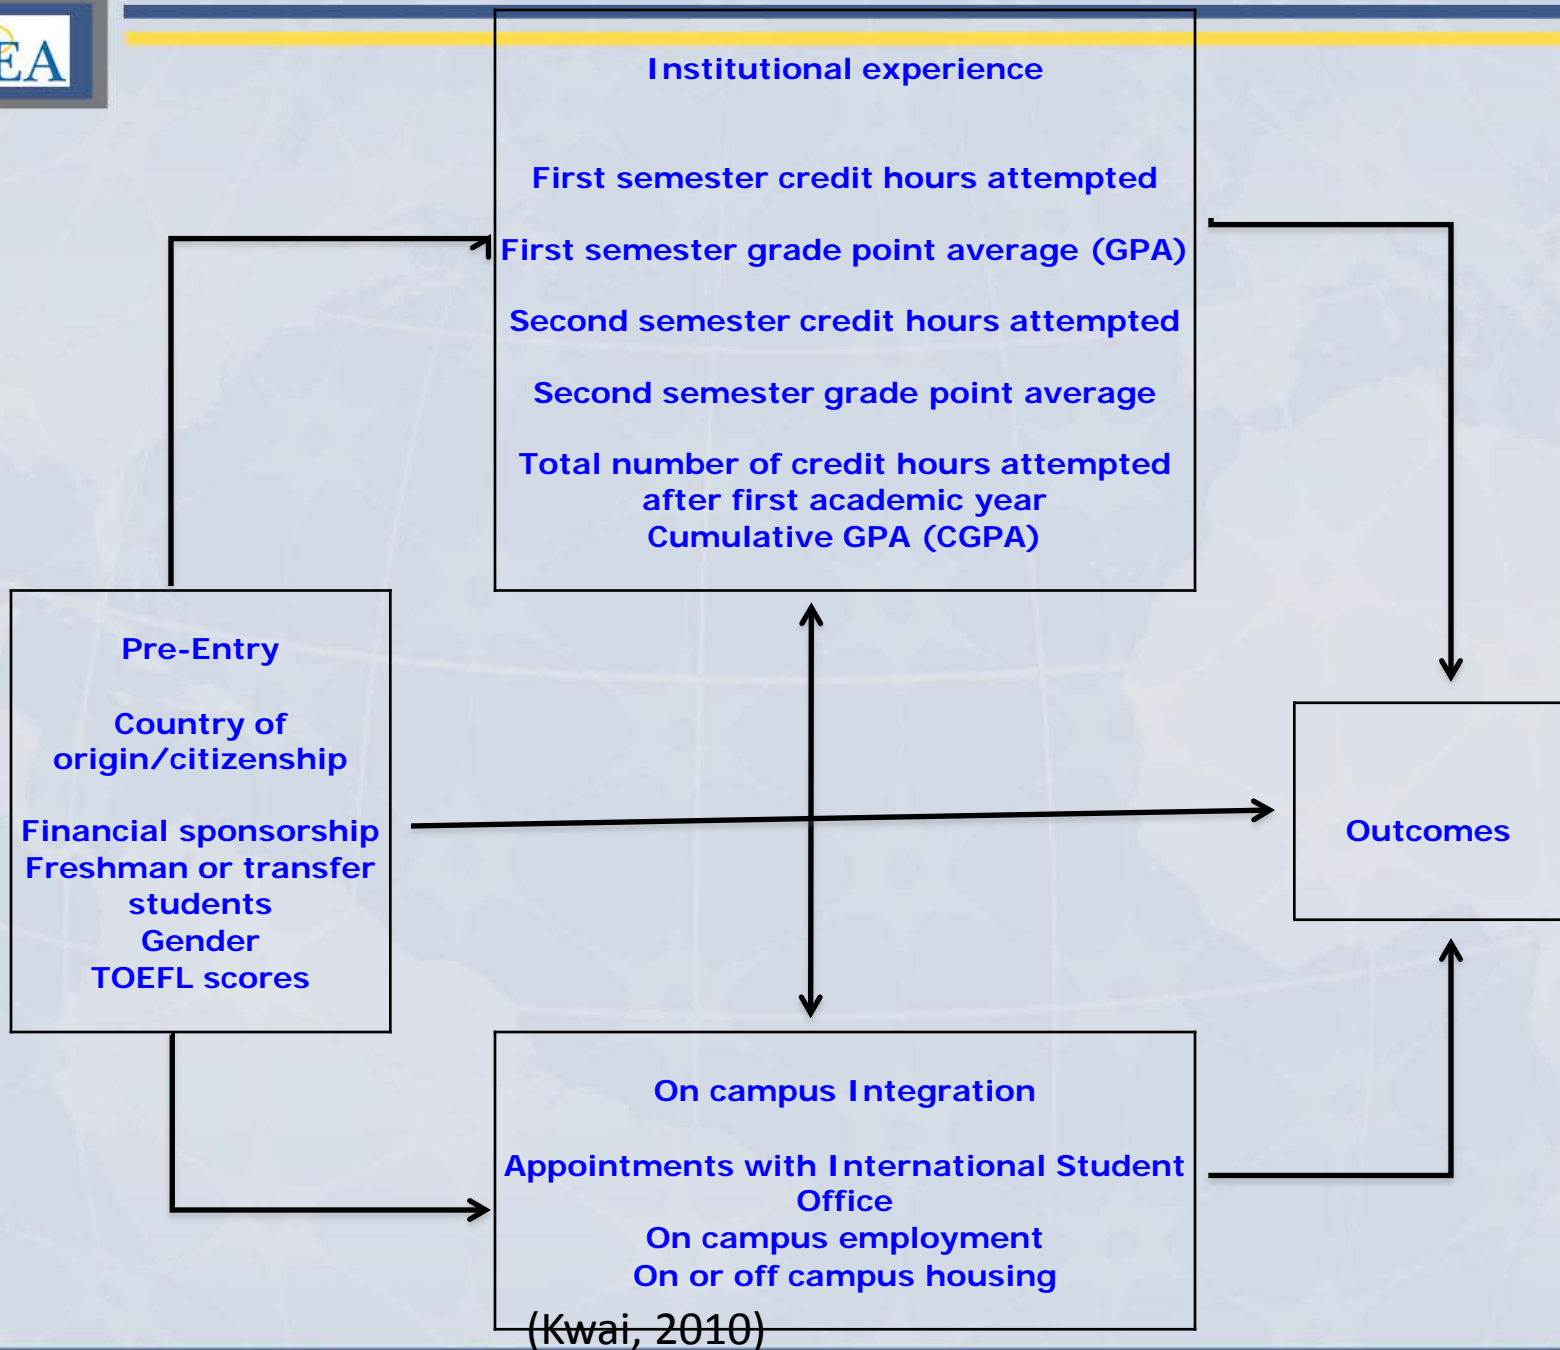 EA
Institutional experience
First semester credit hours attempted
First semester grade point average (GPA)
Second semester credit hours attempted
Second semester grade point average
Total number of credit hours attempted
after first academic year
Cumulative GPA (CGPA)
Pre-Entry
Country of
origin/citizenship
Financial sponsorship
Freshman or transfer
students
Gender
TOEFL scores
Outcomes
On campus Integration
Appointments with International Student
Office
On campus employment
On or off campus housing
(Kwai, 2010)